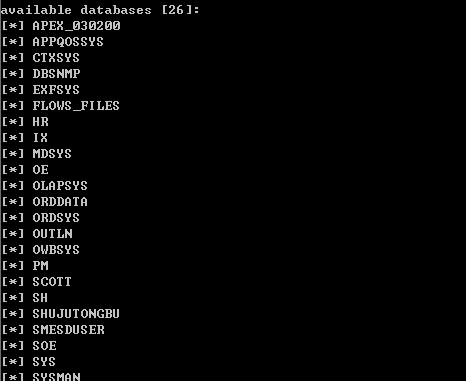 available databases [26]:
[*] APEX_030200
[*] APPQOSSYS
[*] CTXSYS
[*] DBSNMP
[*] EXFSYS
[*] FLOWS_FILES
[*] HR
[*] IX
[*] MDSYS
[*] OE
[*] OLAPSYS
[*] ORDDATA
[*] ORDSYS
[*] OUTLN
[*] OWBSYS
[*] PM
[*] SCOTT
[*] SH
[*] SHUJUTONGBU
[*] SMESDUSER
[*] SOE
[*] SYS
[*] SYSMAN